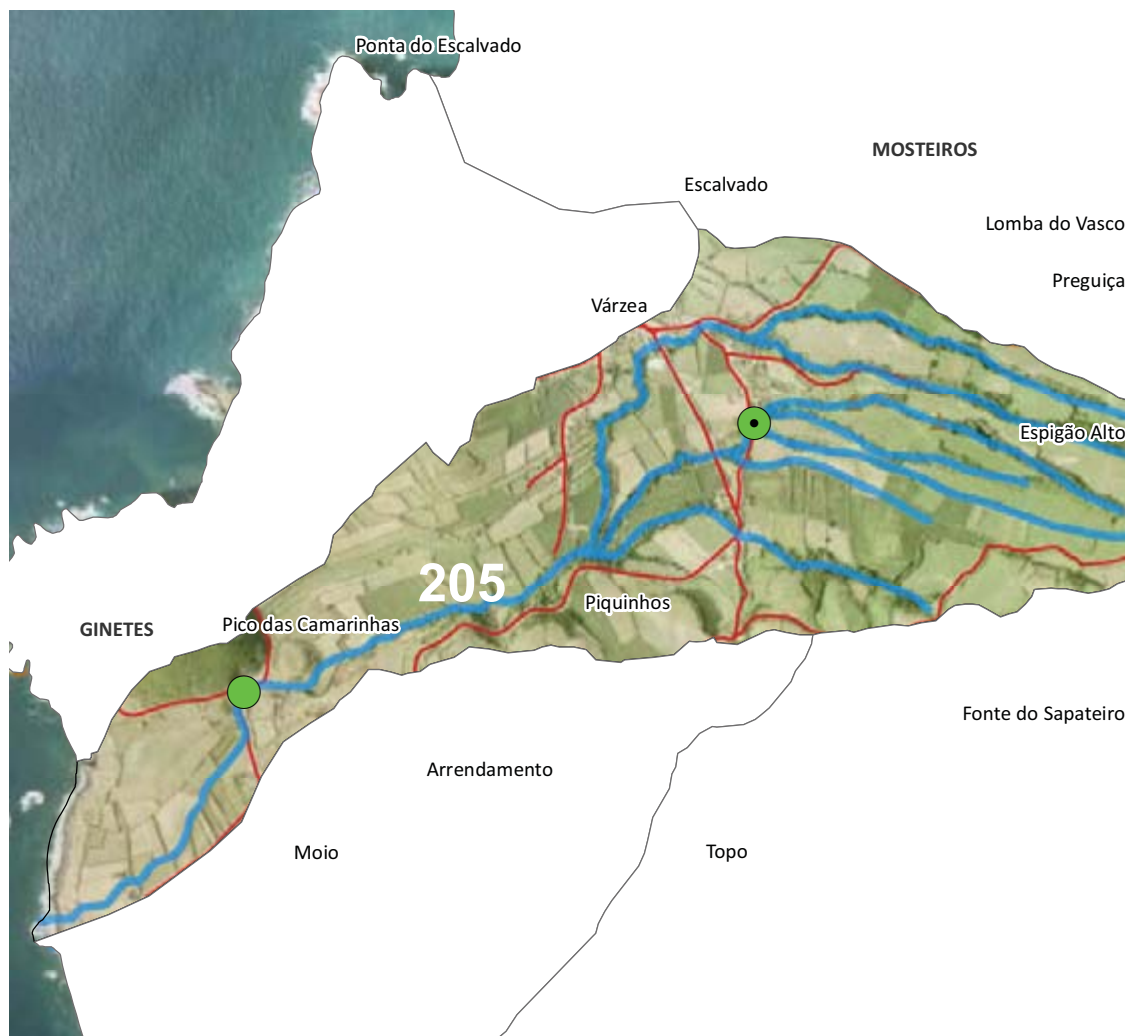 Ponta do Escalvado
MOSTEIROS
Escalvado
Lomba do Vasco
Preguiça
Várzea
Espigão Alto
205
Piquinhos
GINETES
Pico das Camarinhas
Fonte do Sapateiro
Arrendamento
Moio
Topo